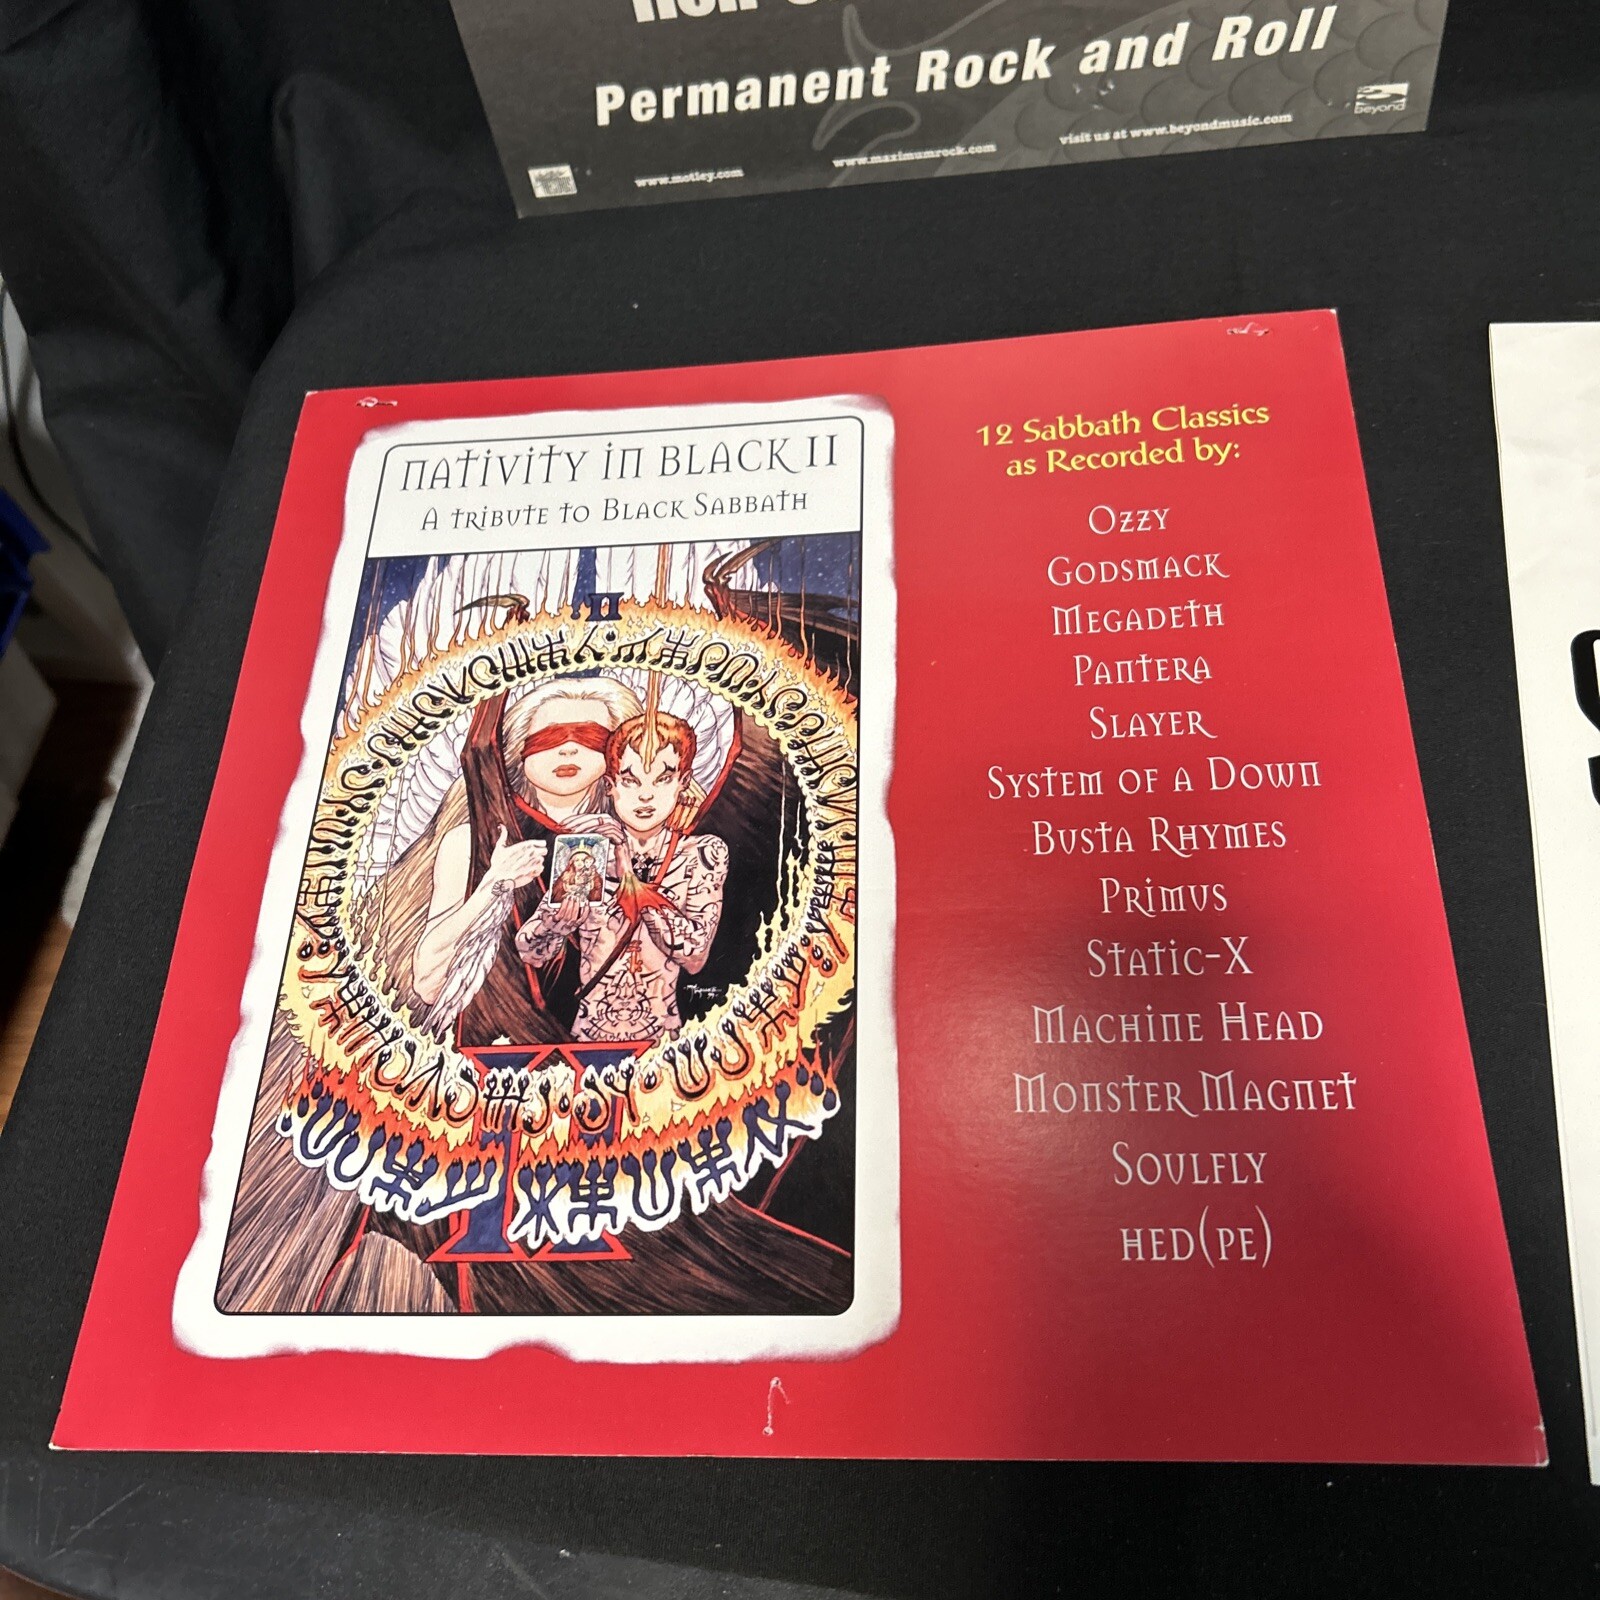 Permanent Rock and Roll
beyond
www.motley.com
www.maximumrock.com
visit us at www.beyondmusic.com
NATIVITY IN BLACK II
A TRIBUTE TO BLACK SABBATH
II
12 Sabbath Classics
as Recorded by:
OZZY
GODSMACK
MEGADETH
PANTERA
SLAYER
SYSTEM OF A DOWN
BUSTA RHYMES
PRIMUS
STATIC-X
MACHINE HEAD
MONSTER MAGNET
SOULFLY
HED(PE)